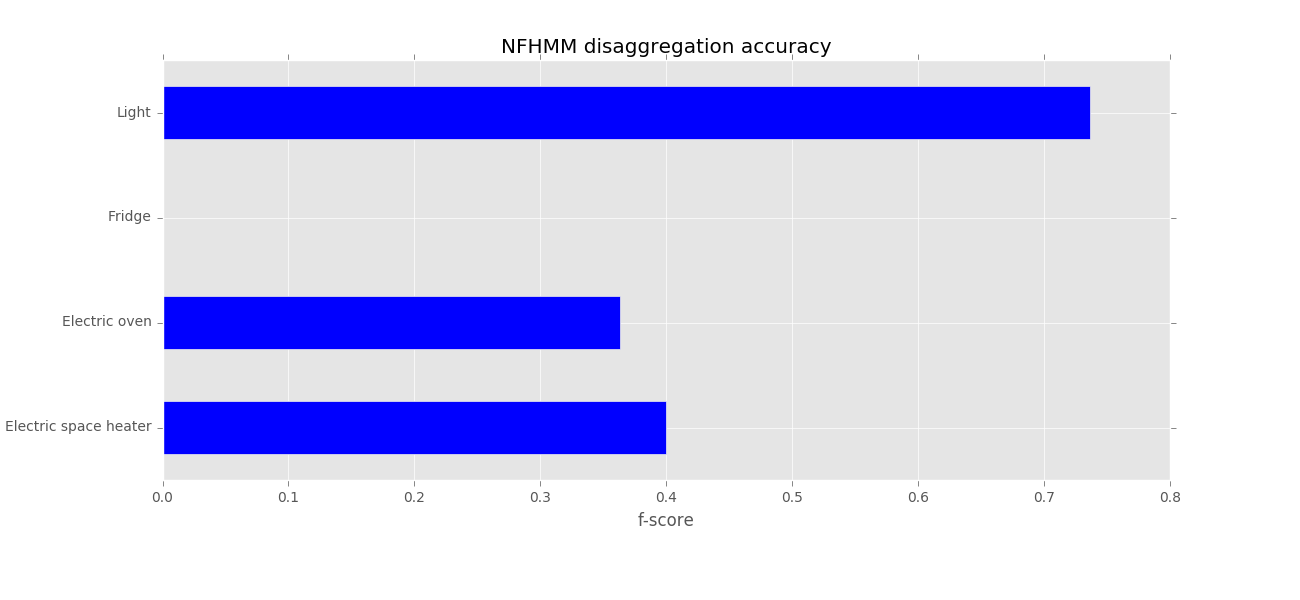 NFHMM disaggregation accuracy
Light
Fridge
Electric oven
Electric space heater
0.0 0.1 0.2 0.3 0.4 0.5 0.6 0.7 0.8
f-score